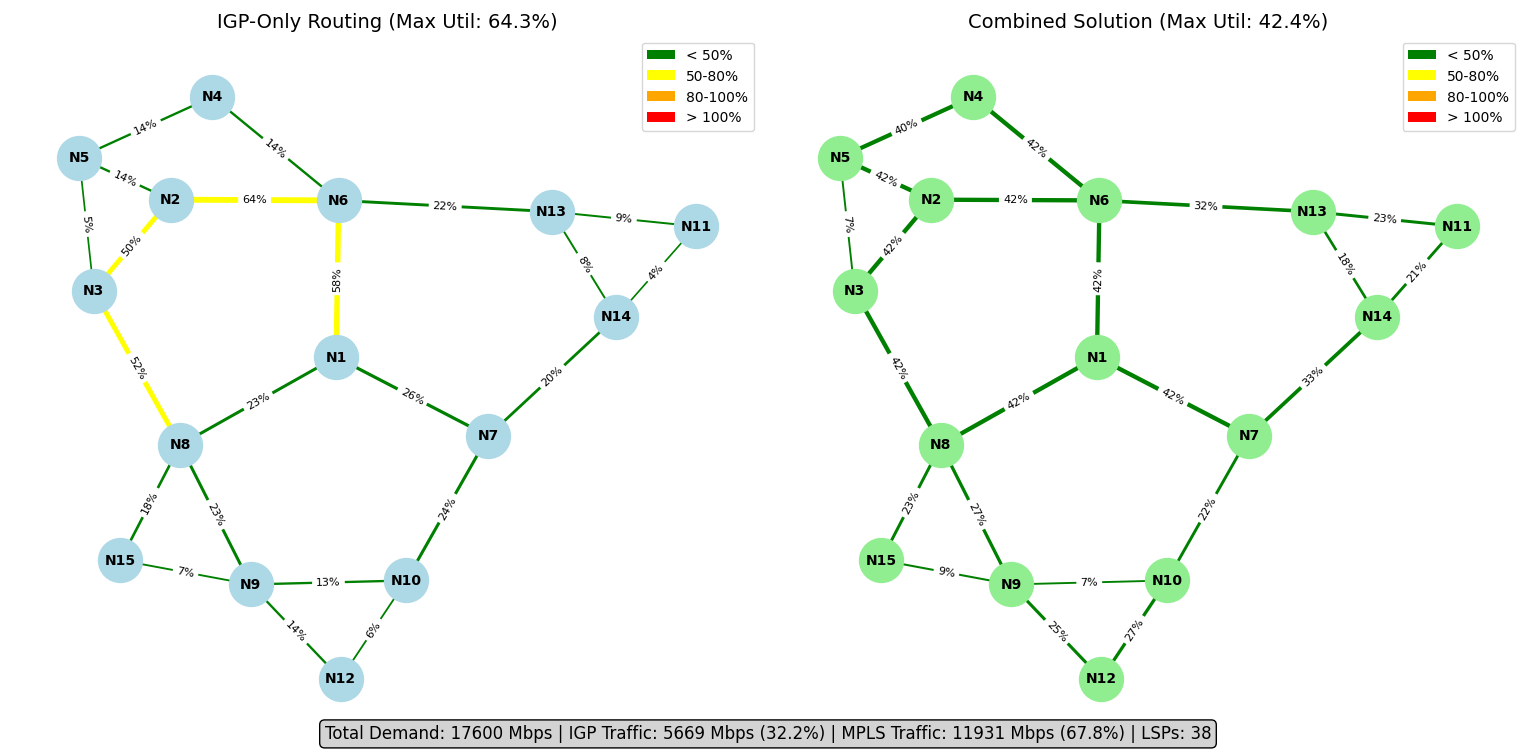 IGP-Only Routing (Max Util: 64.3%)
< 50%
50-80%
80-100%
> 100%
N4
14%
14%
N5
14%
N2
64%
N6
22%
N13
9%
N11
5%
50%
58%
8%
4%
N3
N14
52%
N1
23%
26%
20%
N8
N7
18%
23%
24%
N15
7%
N9
13%
N10
14%
6%
N12
Combined Solution (Max Util: 42.4%)
< 50%
50-80%
80-100%
> 100%
N4
40%
42%
N5
42%
N2
42%
N6
32%
N13
23%
N11
7%
42%
42%
18%
21%
N3
N14
42%
N1
42%
42%
33%
N8
N7
23%
27%
22%
N15
9%
N9
7%
N10
25%
27%
N12
Total Demand: 17600 Mbps | IGP Traffic: 5669 Mbps (32.2%) | MPLS Traffic: 11931 Mbps (67.8%) | LSPs: 38